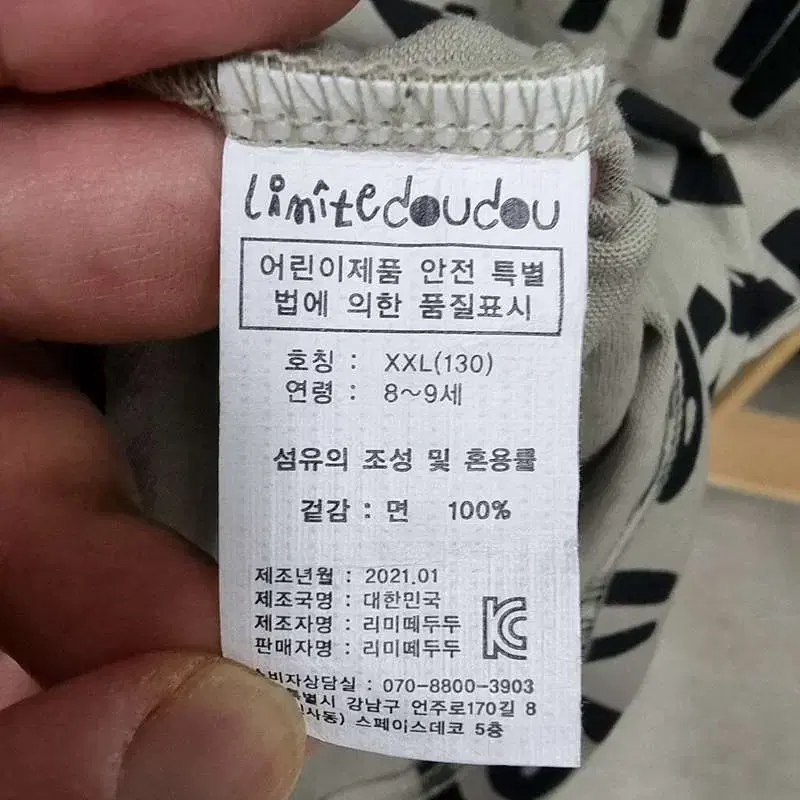 Limitedoudou
어린이제품 안전 특별
법에 의한 품질표시
호칭 : XXL(130)
연령 : 8~9세
섬유의 조성 및 혼용률
겉감 : 면 100%
제조년월 : 2021.01
제조국명 : 대한민국
제조자명 : 리미떼두두
판매자명 : 리미떼두두
비자상담실 : 070-8800-3903
별시 강남구 언주로170길 8
사동) 스페이스데코 5층